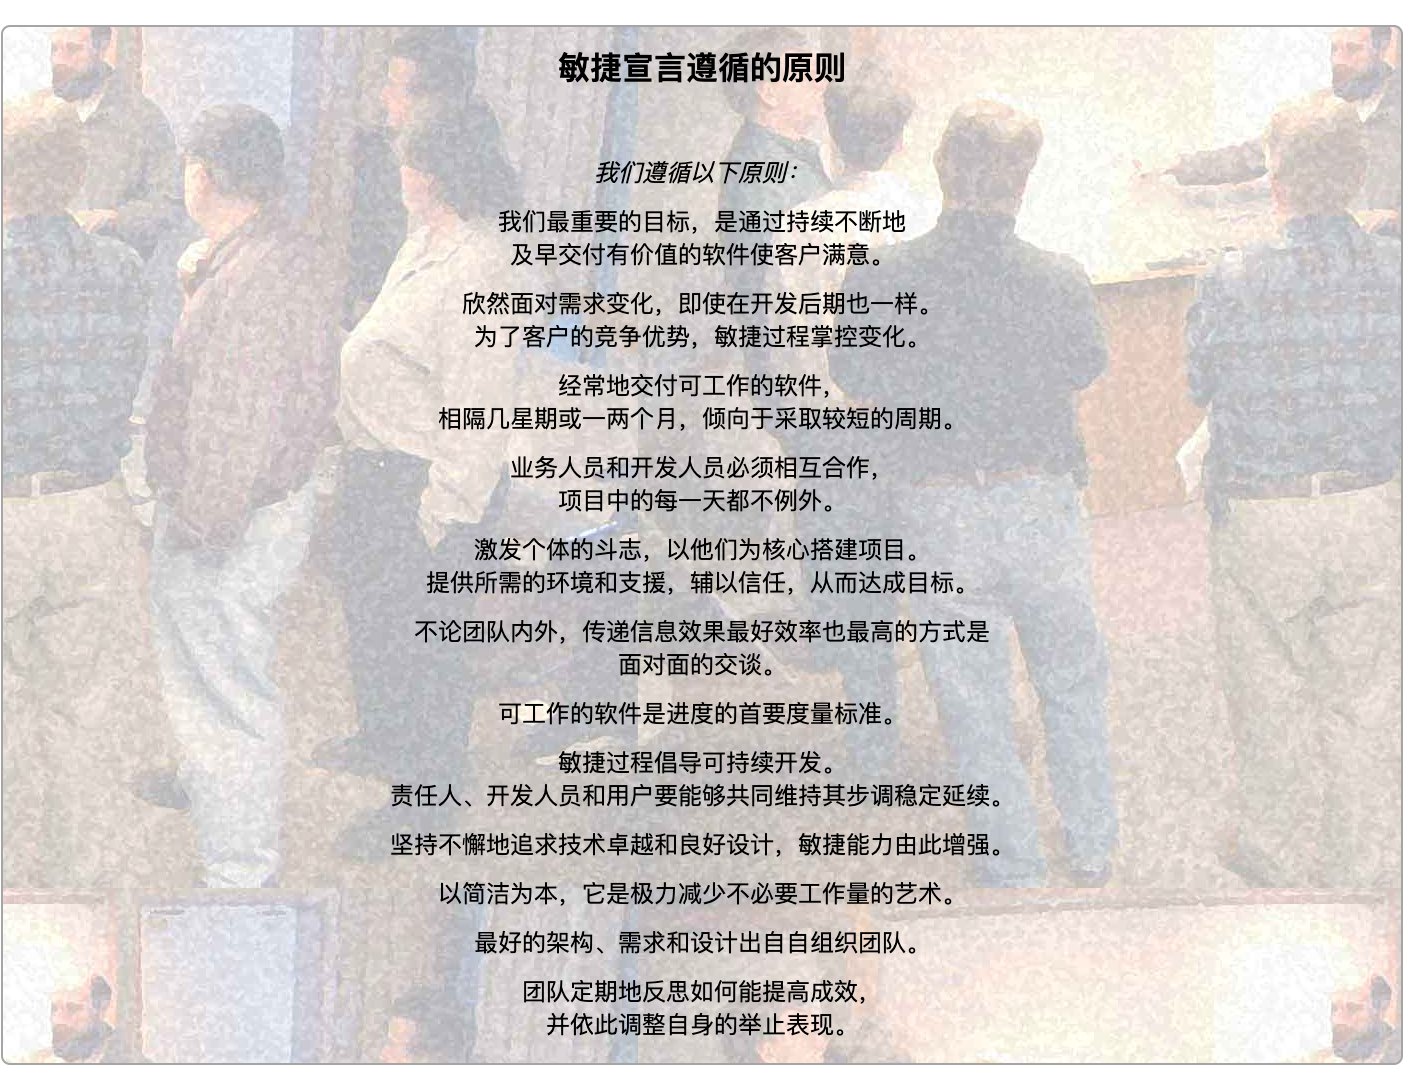 敏捷宣言遵循的原则
我们遵循以下原则：
我们最重要的目标，是通过持续不断地
及早交付有价值的软件使客户满意。
欣然面对需求变化，即使在开发后期也一样。
为了客户的竞争优势，敏捷过程掌控变化。
经常地交付可工作的软件，
相隔几星期或一两个月，倾向于采取较短的周期。
业务人员和开发人员必须相互合作，
项目中的每一天都不例外。
激发个体的斗志，以他们为核心搭建项目。
提供所需的环境和支援，辅以信任，从而达成目标。
不论团队内外，传递信息效果最好效率也最高的方式是
面对面的交谈。
可工作的软件是进度的首要度量标准。
敏捷过程倡导可持续开发。
责任人、开发人员和用户要能够共同维持其步调稳定延续。
坚持不懈地追求技术卓越和良好设计，敏捷能力由此增强。
以简洁为本，它是极力减少不必要工作量的艺术。
最好的架构、需求和设计出自自组织团队。
团队定期地反思如何能提高成效，
并依此调整自身的举止表现。